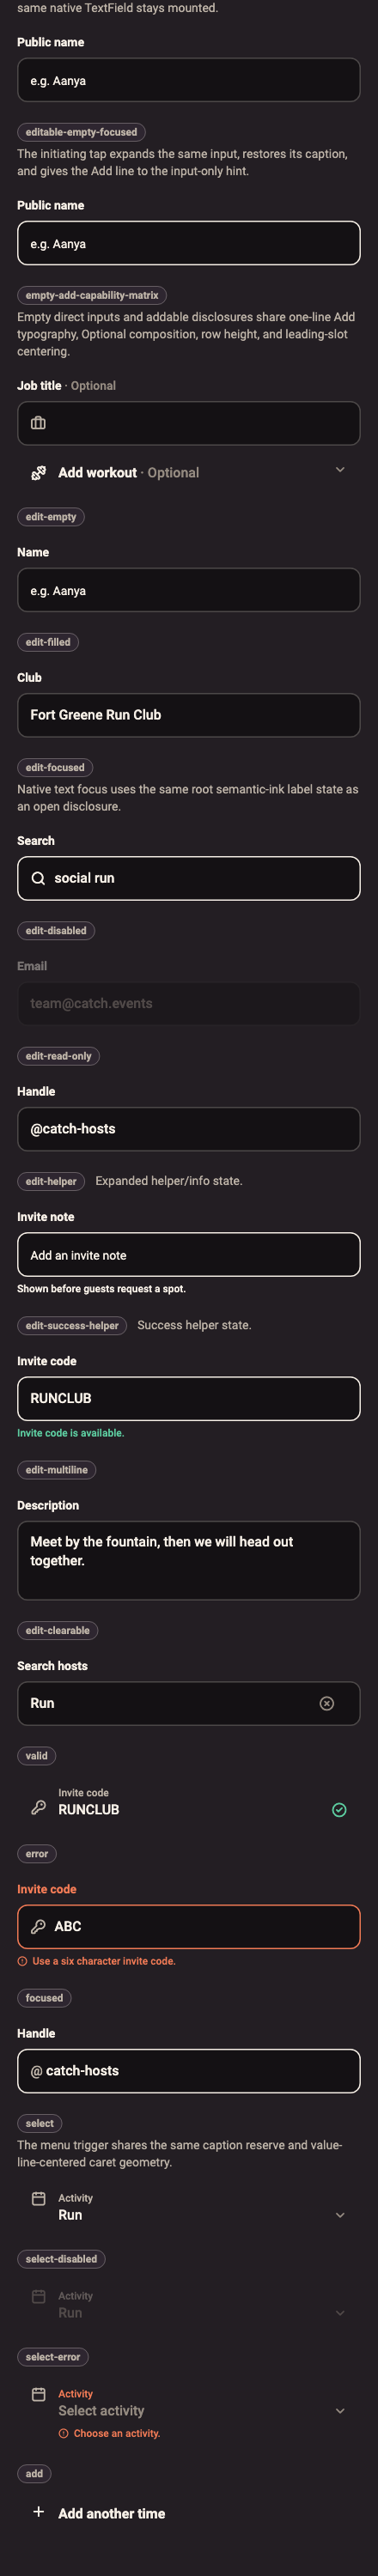 same native TextField stays mounted.
Public name
e.g. Aanya
editable-empty-focused
The initiating tap expands the same input, restores its caption,
and gives the Add line to the input-only hint.
Public name
e.g. Aanya
empty-add-capability-matrix
Empty direct inputs and addable disclosures share one-line Add
typography, Optional composition, row height, and leading-slot
centering.
Job title · Optional
Add workout · Optional
edit-empty
Name
e.g. Aanya
edit-filled
Club
Fort Greene Run Club
edit-focused
Native text focus uses the same root semantic-ink label state as
an open disclosure.
Search
social run
edit-disabled
Email
team@catch.events
edit-read-only
Handle
@catch-hosts
edit-helper Expanded helper/info state.
Invite note
Add an invite note
Shown before guests request a spot.
edit-success-helper Success helper state.
Invite code
RUNCLUB
Invite code is available.
edit-multiline
Description
Meet by the fountain, then we will head out
together.
edit-clearable
Search hosts
Run
valid
Invite code
RUNCLUB
error
Invite code
ABC
Use a six character invite code.
focused
Handle
@ catch-hosts
select
The menu trigger shares the same caption reserve and value-
line-centered caret geometry.
Activity
Run
select-disabled
Activity
Run
select-error
Activity
Select activity
Choose an activity.
add
Add another time